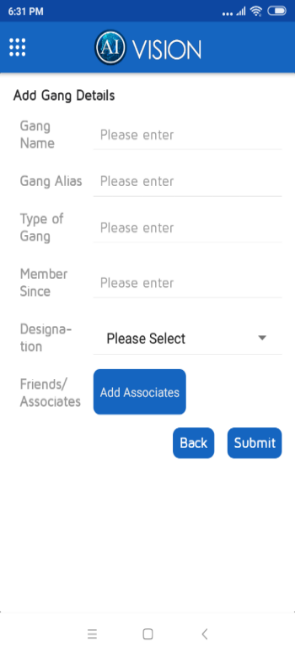 6:31 PM
AI VISION
Add Gang Details
Gang
Name
Please enter
Gang Alias
Please enter
Type of
Gang
Please enter
Member
Since
Please enter
Designa-
tion
Please Select
Friends/
Associates
Add Associates
Back
Submit